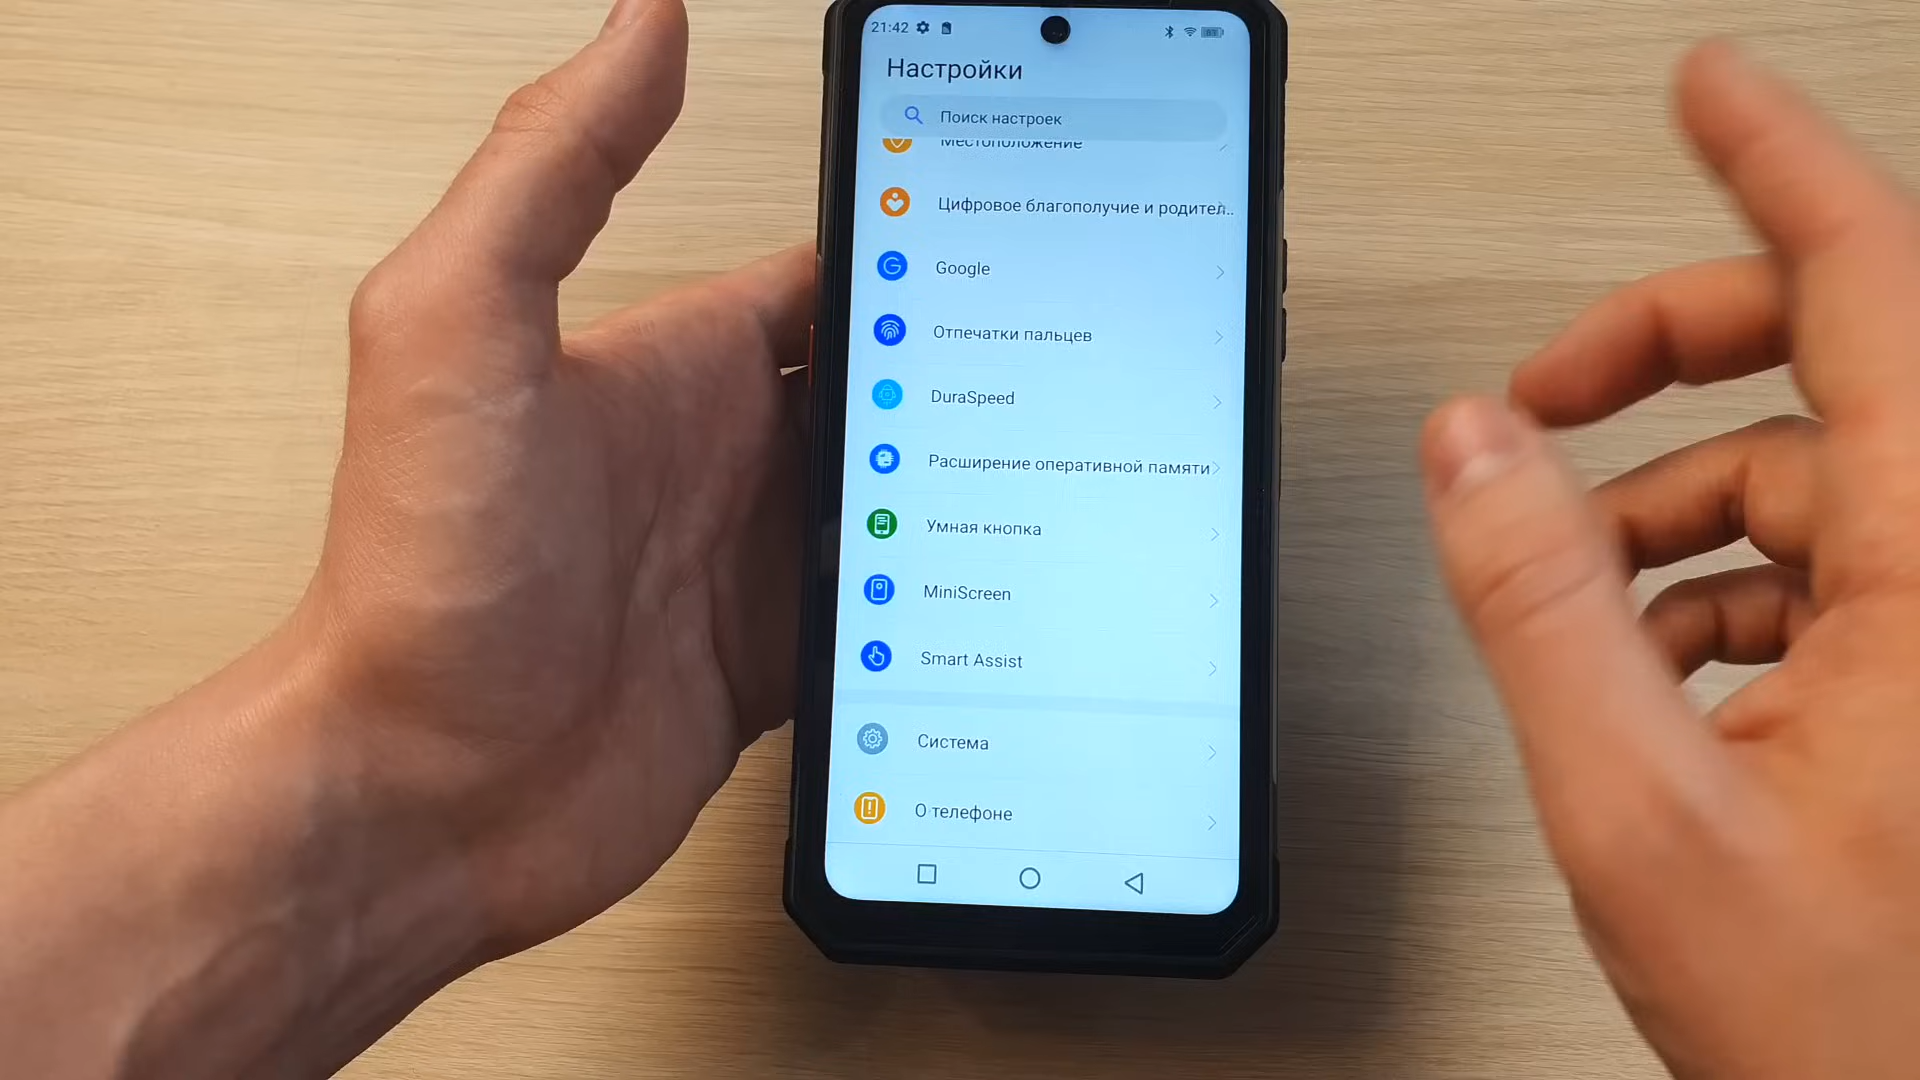 21:42
Настройки
Поиск настроек
Местоположение
Цифровое благополучие и родител..
Google
Отпечатки пальцев
DuraSpeed
Расширение оперативной памяти
Умная кнопка
MiniScreen
Smart Assist
Система
О телефоне